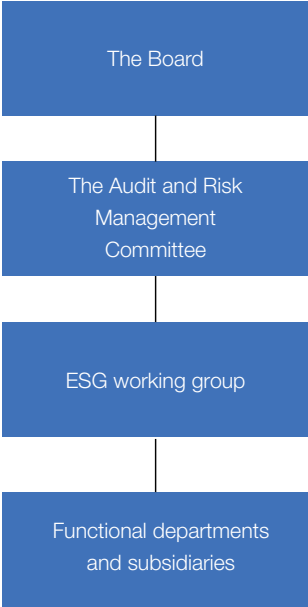 The Board
The Audit and Risk
Management
Committee
ESG working group
Functional departments
and subsidiaries